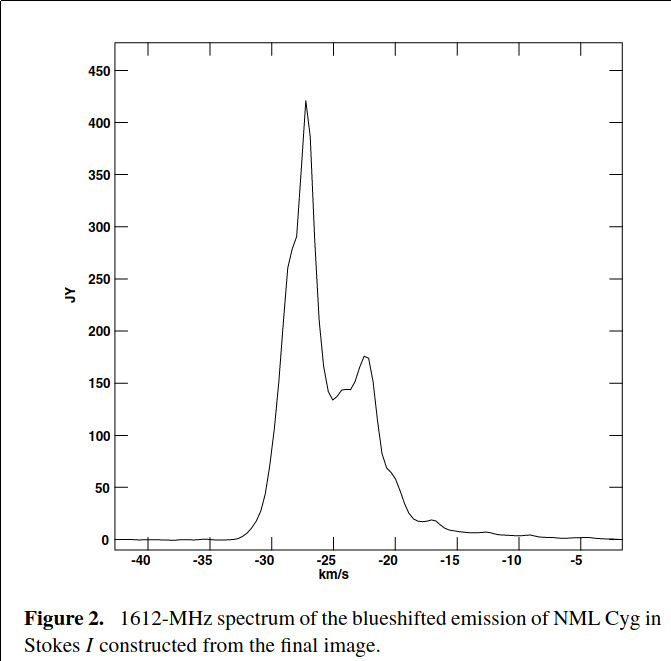 450
400
350
300
250
200
150
100
50
0
JY
-40 -35 -30 -25 -20 -15 -10 -5
km/s
Figure 2. 1612-MHz spectrum of the blueshifted emission of NML Cyg in
Stokes I constructed from the final image.